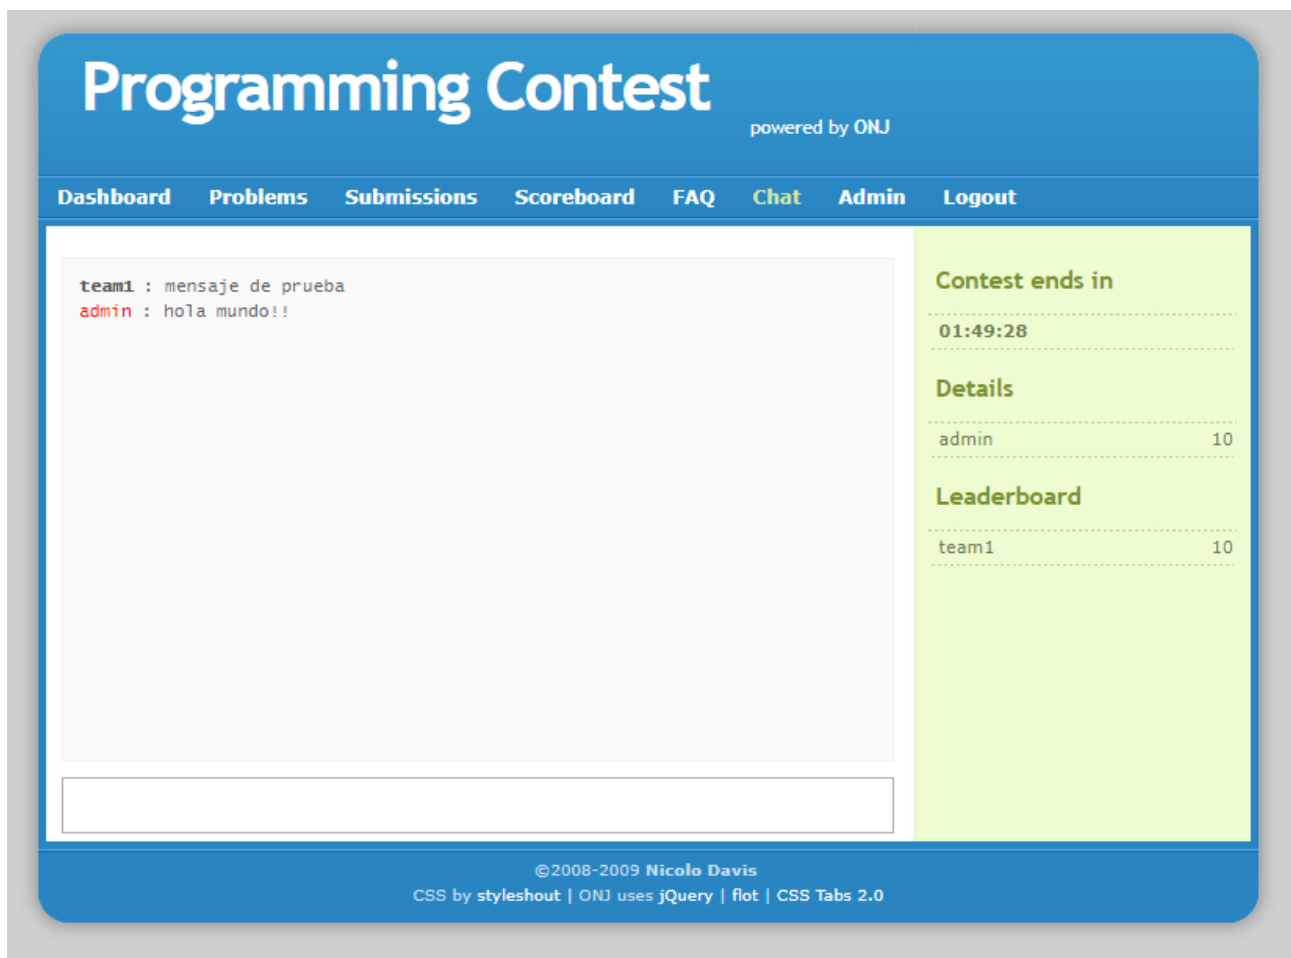 Programming Contest
powered by ONJ
Dashboard Problems Submissions Scoreboard FAQ Chat Admin Logout
team1 : mensaje de prueba
admin : hola mundo!!
Contest ends in
01:49:28
Details
admin 10
Leaderboard
team1 10
©2008-2009 Nicolo Davis
CSS by styleshout | ONJ uses jQuery | flot | CSS Tabs 2.0